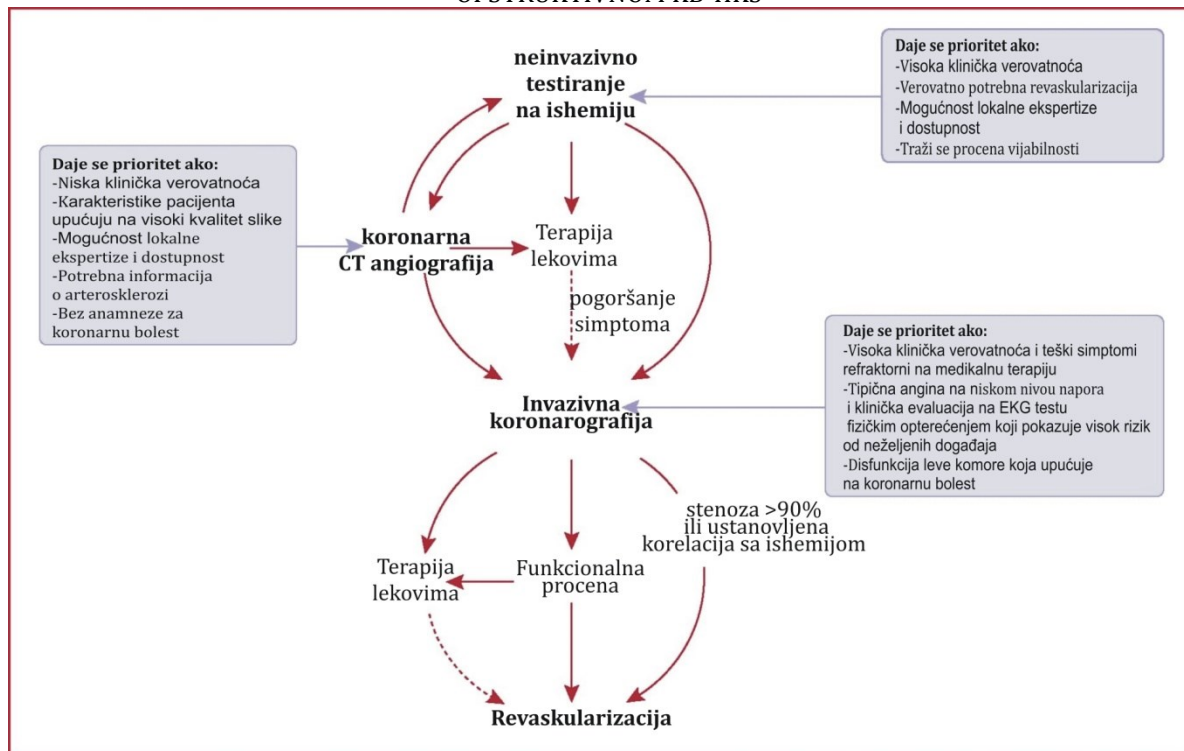 neinvazivno
testiranje
na ishemiju
Daje se prioritet ako:
-Visoka klinička verovatnoća
-Verovatno potrebna revaskularizacija
-Mogućnost lokalne ekspertize
i dostupnost
-Traži se procena vijabilnosti
Daje se prioritet ako:
-Niska klinička verovatnoća
-Karakteristike pacijenta
upućuju na visoki kvalitet slike
-Mogućnost lokalne
ekspertize i dostupnost
-Potrebna informacija
o arterosklerozi
-Bez anamneze za
koronarnu bolest
koronarna
CT angiografija
Terapija
lekovima
pogoršanje
simptoma
Daje se prioritet ako:
-Visoka klinička verovatnoća i teški simptomi
refraktorni na medikalnu terapiju
-Tipična angina na niskom nivou napora
i klinička evaluacija na EKG testu
fizičkim opterećenjem koji pokazuje visok rizik
od neželjenih događaja
-Disfunkcija leve komore koja upućuje
na koronarnu bolest
Invazivna
koronarografija
stenoza >90%
ili ustanovljena
korelacija sa ishemijom
Terapija
lekovima
Funkcionalna
procena
Revaskularizacija